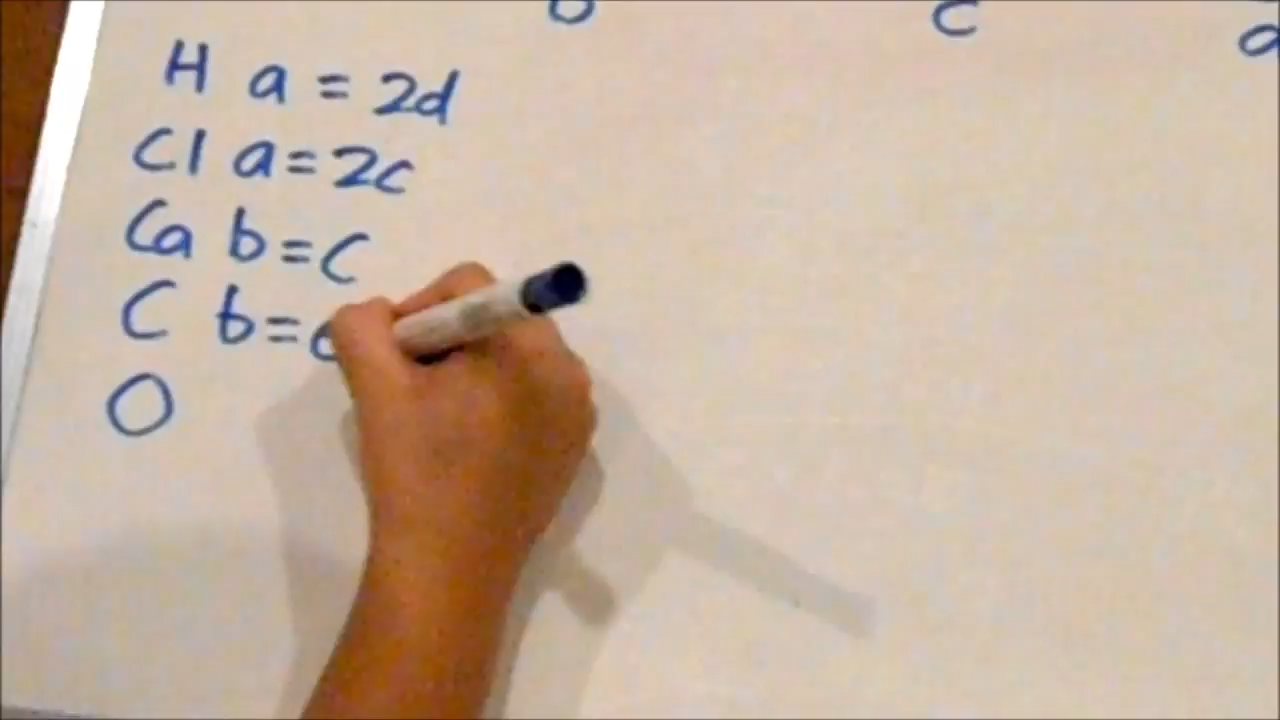 b c
H a = 2d
Cl a = 2c
Ca b = C
C b =
O